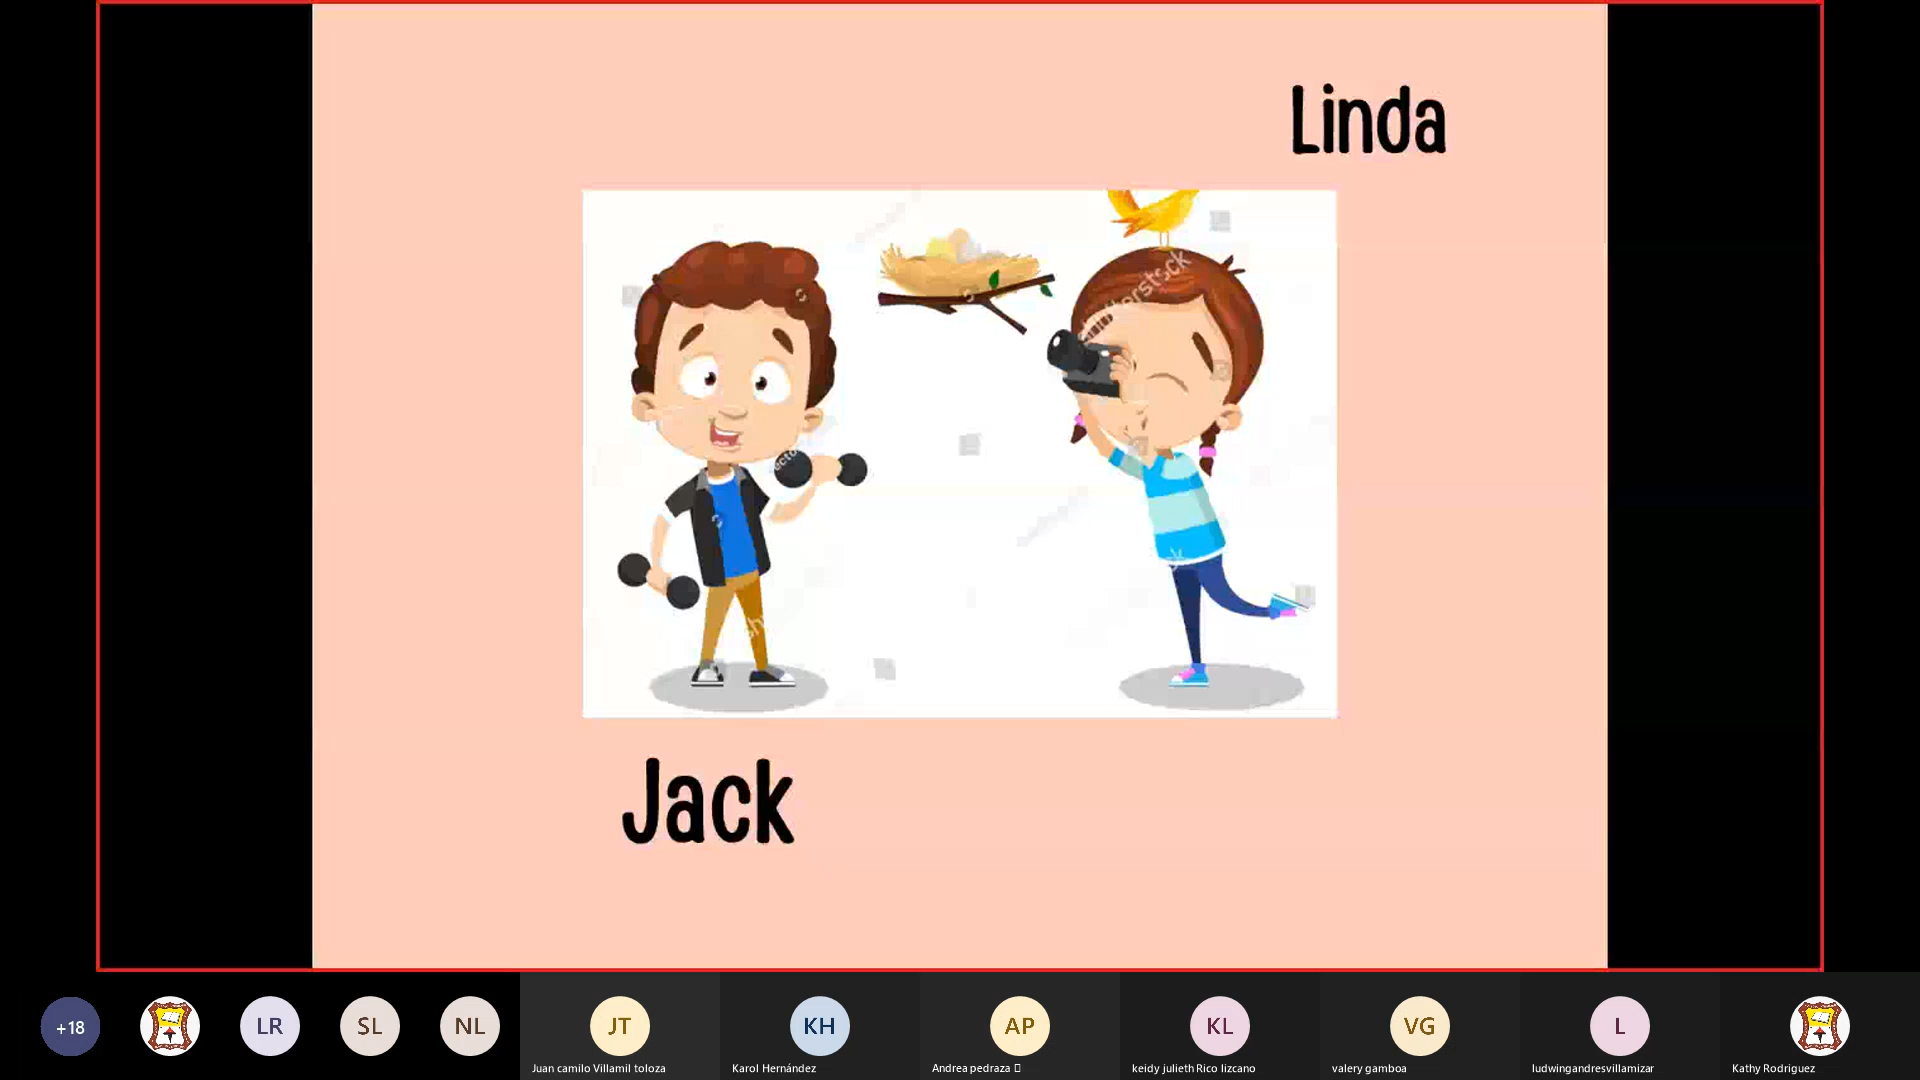 Linda
shutterstock
Jack
+18
LR
SL
NL
JT
KH
AP
KL
VG
L
Juan camilo Villamil toloza
Karol Hernández
Andrea pedraza
keidy julieth Rico lizcano
valery gamboa
ludwingandresvillamizar
Kathy Rodriguez